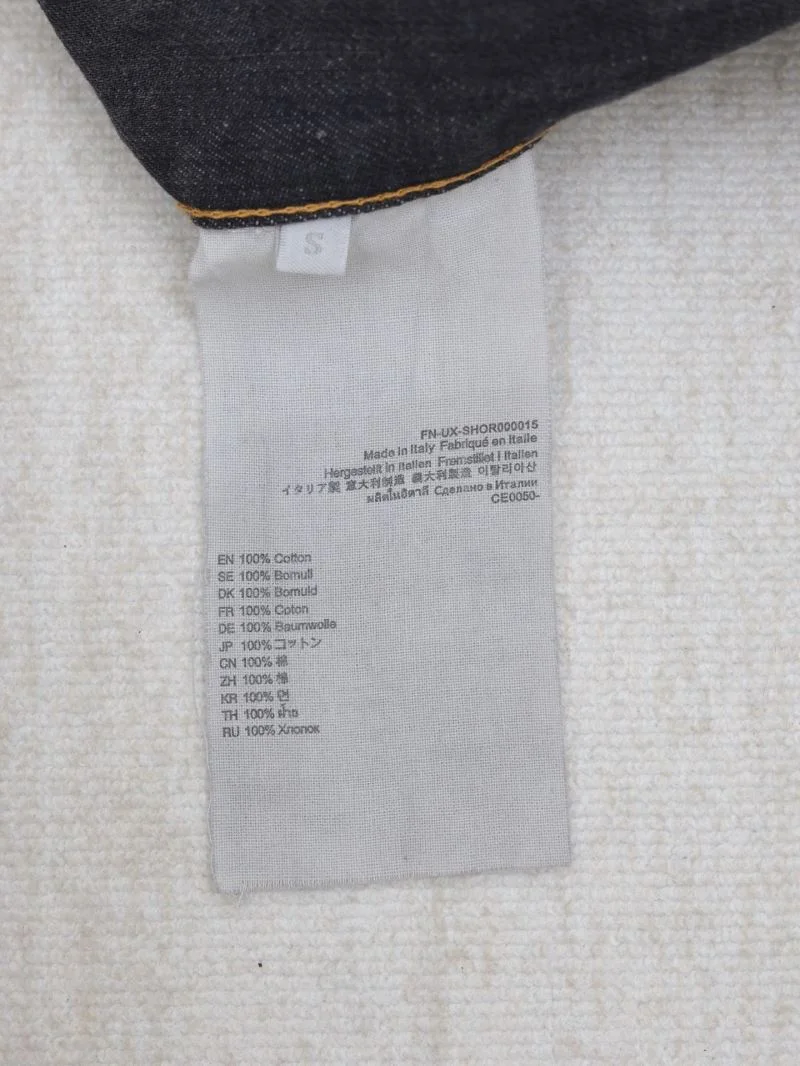 S
FN-UX-SHOR000015
Made in Italy Fabriqué en Italie
Hergestellt in Italien Fremstillet i Italien
イタリア製 意大利制造 義大利製造 이탈리아산
ผลิตในอิตาลี Сделано в Италии
CE0050-
EN 100% Cotton
SE 100% Bomull
DK 100% Bomuld
FR 100% Coton
DE 100% Baumwolle
JP 100% コットン
CN 100% 棉
ZH 100% 棉
KR 100% 면
TH 100% ฝ้าย
RU 100% Хлопок